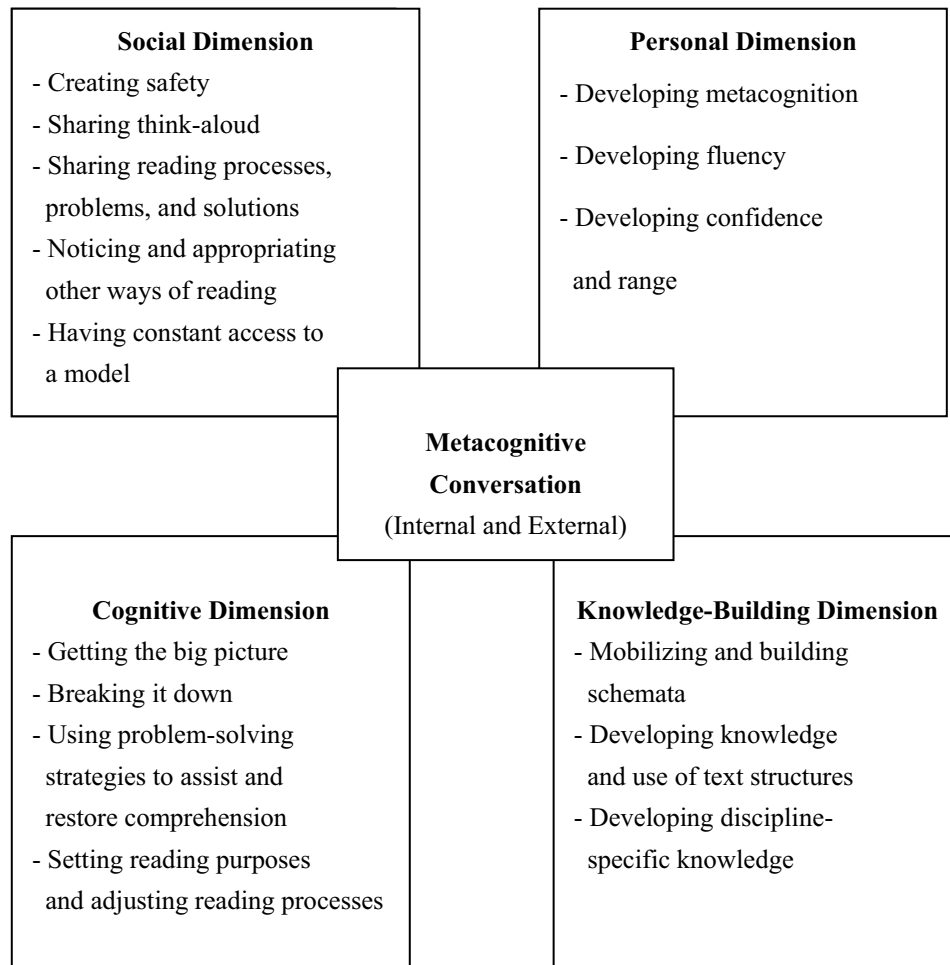 Social Dimension
- Creating safety
- Sharing think-aloud
- Sharing reading processes,
problems, and solutions
- Noticing and appropriating
other ways of reading
- Having constant access to
a model
Personal Dimension
- Developing metacognition
- Developing fluency
- Developing confidence
and range
Metacognitive
Conversation
(Internal and External)
Cognitive Dimension
- Getting the big picture
- Breaking it down
- Using problem-solving
strategies to assist and
restore comprehension
- Setting reading purposes
and adjusting reading processes
Knowledge-Building Dimension
- Mobilizing and building
schemata
- Developing knowledge
and use of text structures
- Developing discipline-
specific knowledge